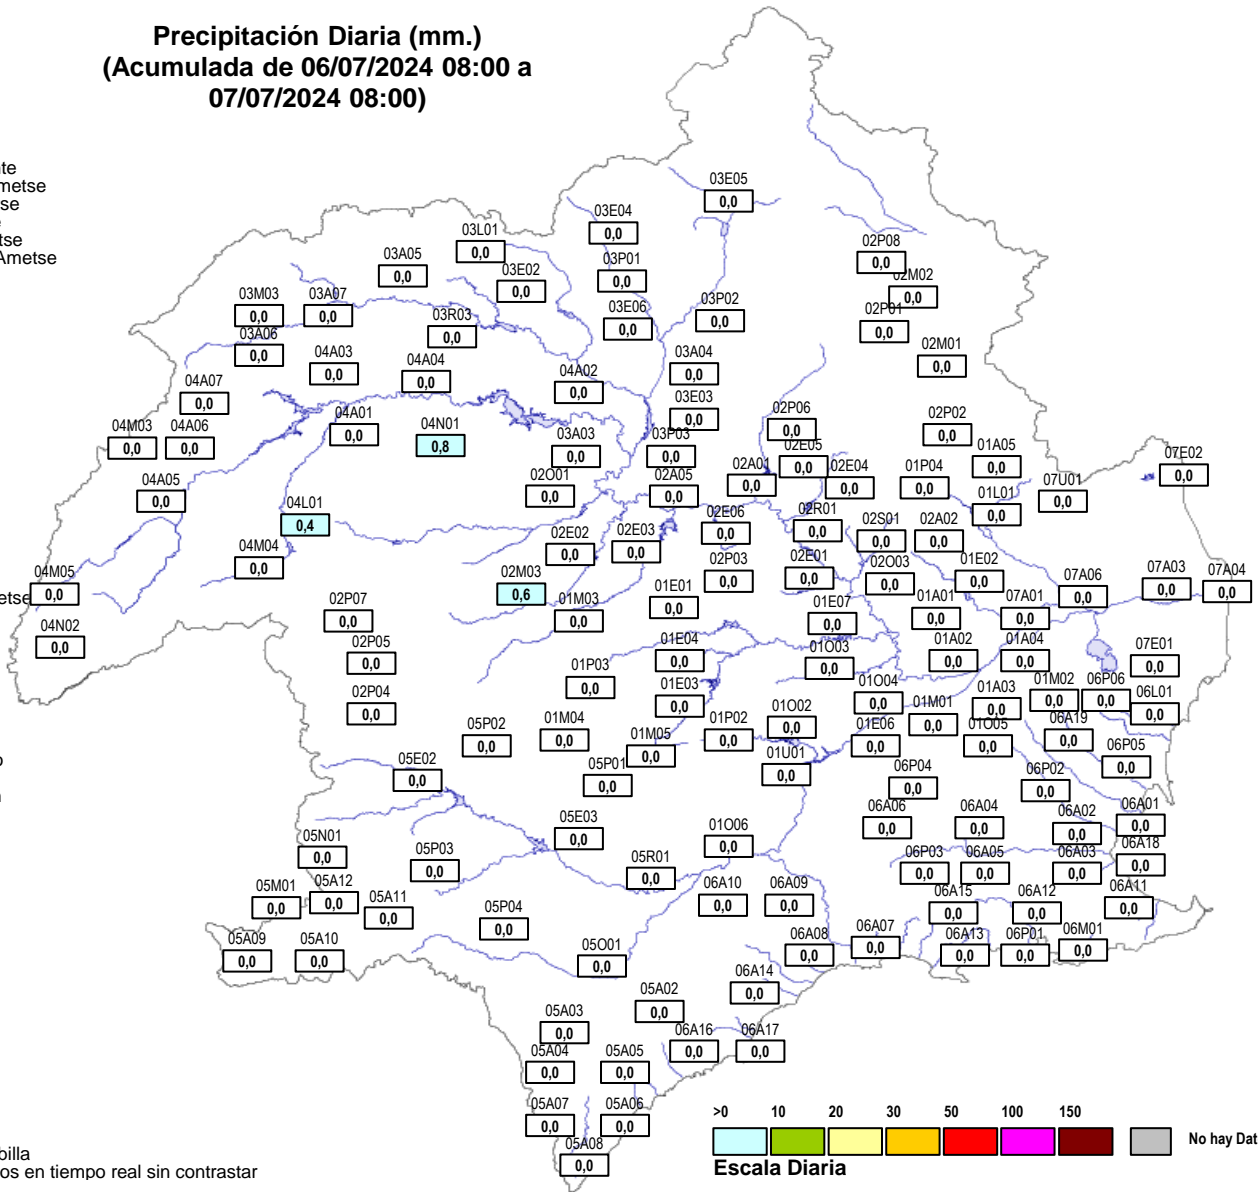 Precipitación Diaria (mm.)
(Acumulada de 06/07/2024 08:00 a
07/07/2024 08:00)
03E05
0,0
03E04
0,0
03L01
0,0
03A05
0,0
03E02
0,0
03P01
0,0
02P08
0,0
02M02
0,0
03M03
0,0
03A07
0,0
03R03
0,0
03E06
0,0
03P02
0,0
02P01
0,0
03A06
0,0
04A03
0,0
04A04
0,0
04A02
0,0
03A04
0,0
02M01
0,0
04A07
0,0
03E03
0,0
04M03
0,0
04A06
0,0
04A01
0,0
04N01
0,8
03A03
0,0
03P03
0,0
02P06
0,0
02P02
0,0
02E05
0,0
01A05
0,0
07E02
0,0
04A05
0,0
02O01
0,0
02A05
0,0
02A01
0,0
02E04
0,0
01P04
0,0
07U01
0,0
01L01
0,0
04L01
0,4
02E06
0,0
02R01
0,0
02S01
0,0
02A02
0,0
04M04
0,0
02E02
0,0
02E03
0,0
04M05
0,0
02M03
0,6
02P03
0,0
02E01
0,0
02O03
0,0
01E02
0,0
07A06
0,0
07A03
0,0
07A04
0,0
04N02
0,0
02P07
0,0
01M03
0,0
01E01
0,0
01E07
0,0
01A01
0,0
07A01
0,0
02P05
0,0
01E04
0,0
01O03
0,0
01A02
0,0
01A04
0,0
07E01
0,0
01P03
0,0
02P04
0,0
01E03
0,0
01O04
0,0
01A03
0,0
01M02
0,0
06P06
0,0
06L01
0,0
05P02
0,0
01M04
0,0
01M05
0,0
01P02
0,0
01O02
0,0
01M01
0,0
01E06
0,0
01O05
0,0
06A19
0,0
05E02
0,0
05P01
0,0
01U01
0,0
06P04
0,0
06P02
0,0
06P05
0,0
05E03
0,0
01O06
0,0
06A06
0,0
06A04
0,0
06A02
0,0
06A01
0,0
05N01
0,0
05P03
0,0
05R01
0,0
06P03
0,0
06A05
0,0
06A03
0,0
06A18
0,0
05M01
0,0
05A12
0,0
05A11
0,0
06A10
0,0
06A09
0,0
06A15
0,0
06A12
0,0
06A11
0,0
05A09
0,0
05A10
0,0
05P04
0,0
05O01
0,0
06A08
0,0
06A07
0,0
06A13
0,0
06P01
0,0
06M01
0,0
06A14
0,0
05A02
0,0
05A03
0,0
06A16
0,0
06A17
0,0
05A04
0,0
05A05
0,0
05A07
0,0
05A06
0,0
05A08
0,0
>0 10 20 30 50 100 150
No hay Dat
Escala Diaria
billa
os en tiempo real sin contrastar